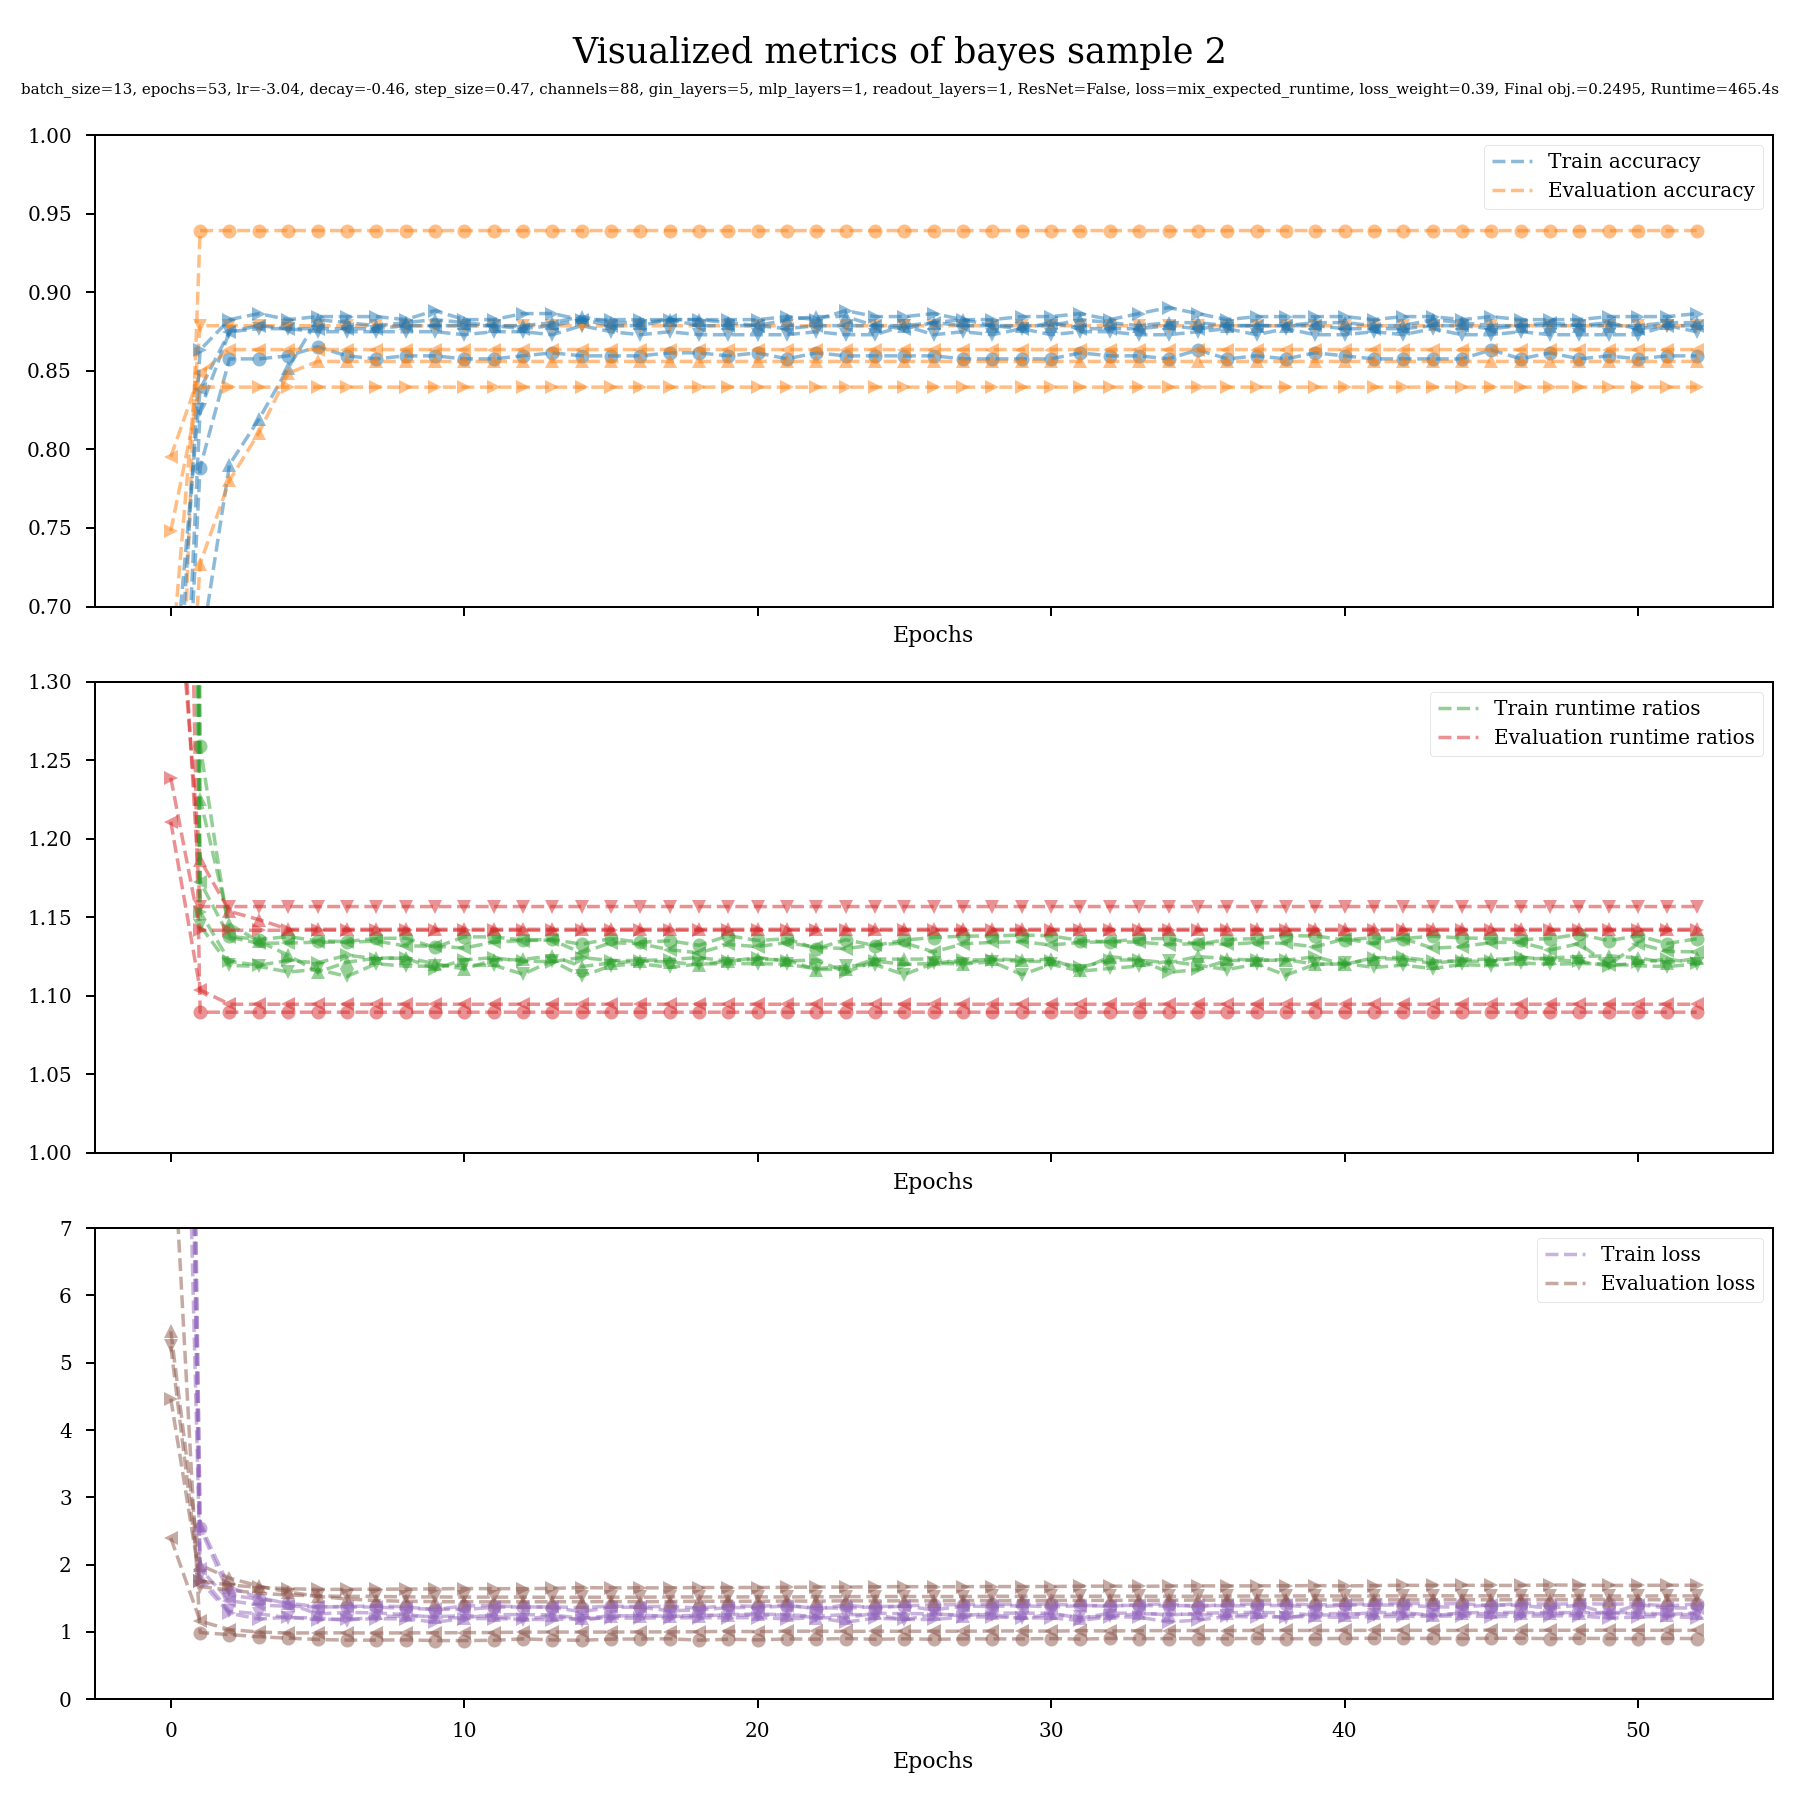 Visualized metrics of bayes sample 2
batch_size=13, epochs=53, lr=-3.04, decay=-0.46, step_size=0.47, channels=88, gin_layers=5, mlp_layers=1, readout_layers=1, ResNet=False, loss=mix_expected_runtime, loss_weight=0.39, Final obj.=0.2495, Runtime=465.4s
1.00
0.95
0.90
0.85
0.80
0.75
0.70
Train accuracy
Evaluation accuracy
Epochs
1.30
1.25
1.20
1.15
1.10
1.05
1.00
Train runtime ratios
Evaluation runtime ratios
Epochs
7
6
5
4
3
2
1
0
Train loss
Evaluation loss
0 10 20 30 40 50
Epochs